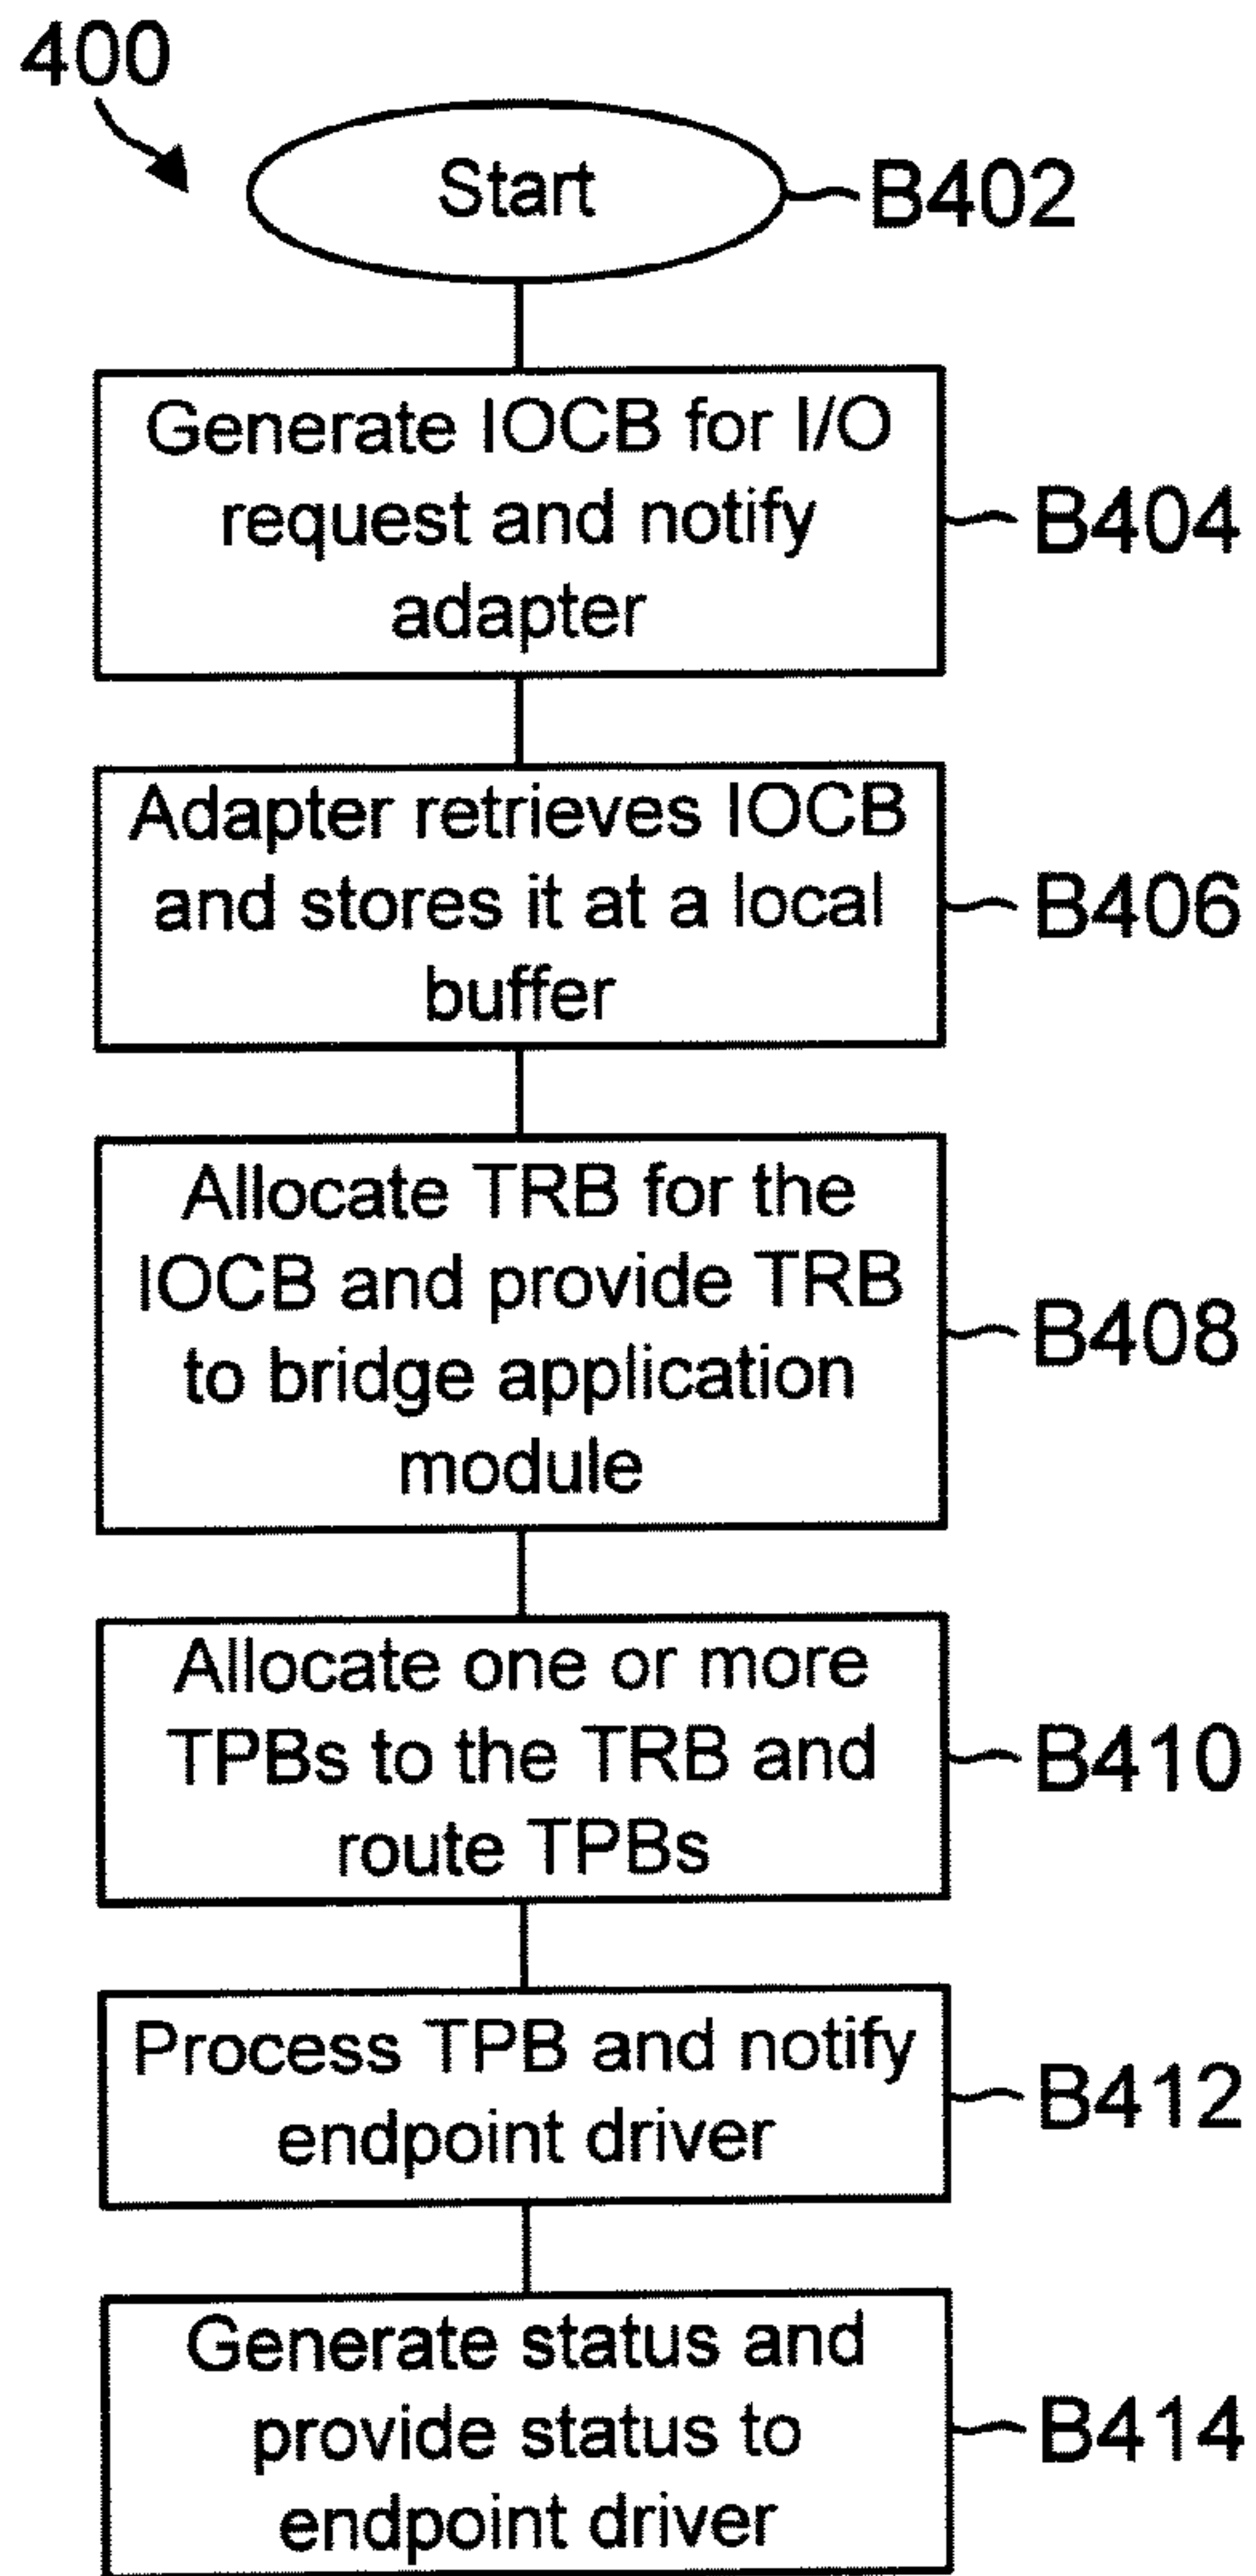 400
Start
B402
Generate IOCB for I/O
request and notify
adapter
B404
Adapter retrieves IOCB
and stores it at a local
buffer
B406
Allocate TRB for the
IOCB and provide TRB
to bridge application
module
B408
Allocate one or more
TPBs to the TRB and
route TPBs
B410
Process TPB and notify
endpoint driver
B412
Generate status and
provide status to
endpoint driver
B414